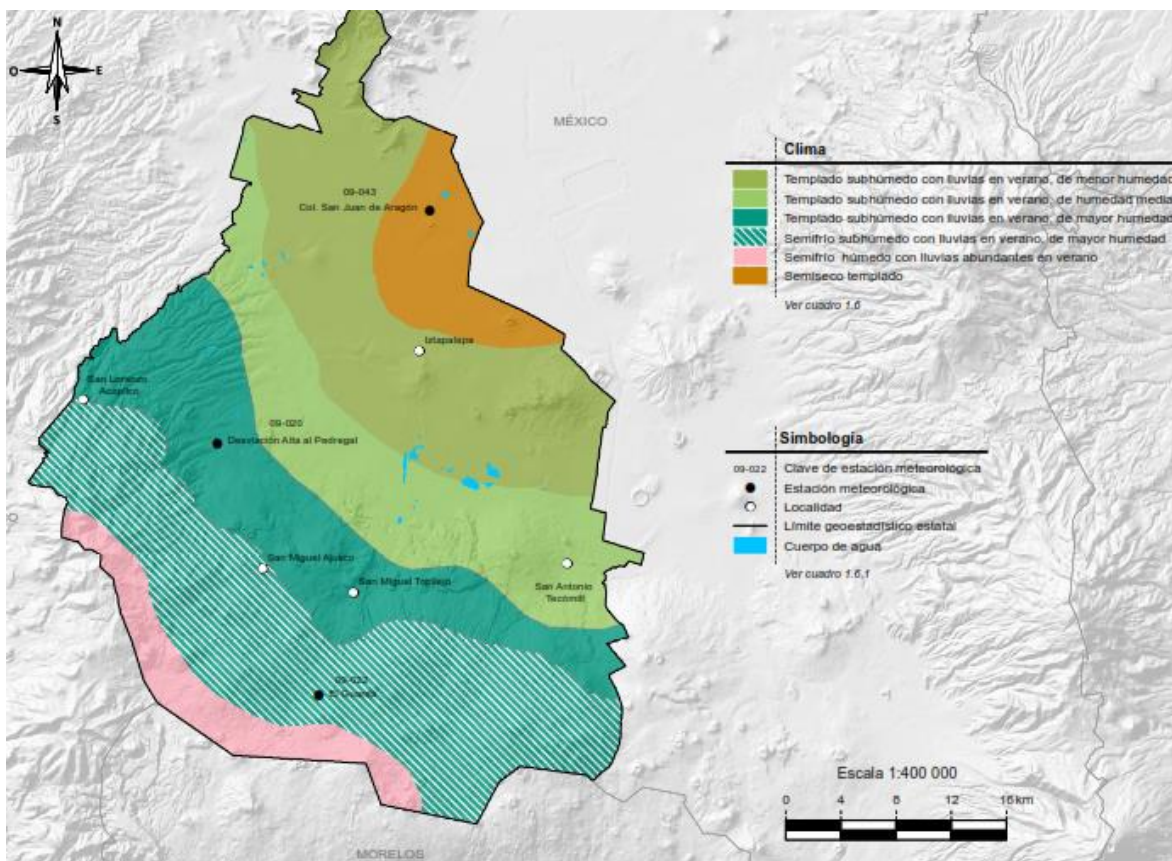 N
O
E
S
MÉXICO
09-043
Col. San Juan de Aragón
Iztapalapa
San Lorenzo
Acopilco
09-020
Desviación Alta al Pedregal
San Miguel Ajusco
San Miguel Topilejo
San Antonio
Tecómitl
09-022
El Guarda
MORELOS
Clima
Templado subhúmedo con lluvias en verano, de menor humedad
Templado subhúmedo con lluvias en verano, de humedad media
Templado subhúmedo con lluvias en verano, de mayor humedad
Semifrío subhúmedo con lluvias en verano, de mayor humedad
Semifrío húmedo con lluvias abundantes en verano
Semiseco templado
Ver cuadro 1.6
Simbología
09-022 Clave de estación meteorológica
Estación meteorológica
Localidad
Límite geoestadístico estatal
Cuerpo de agua
Ver cuadro 1.6.1
Escala 1:400 000
0 4 8 12 16 km